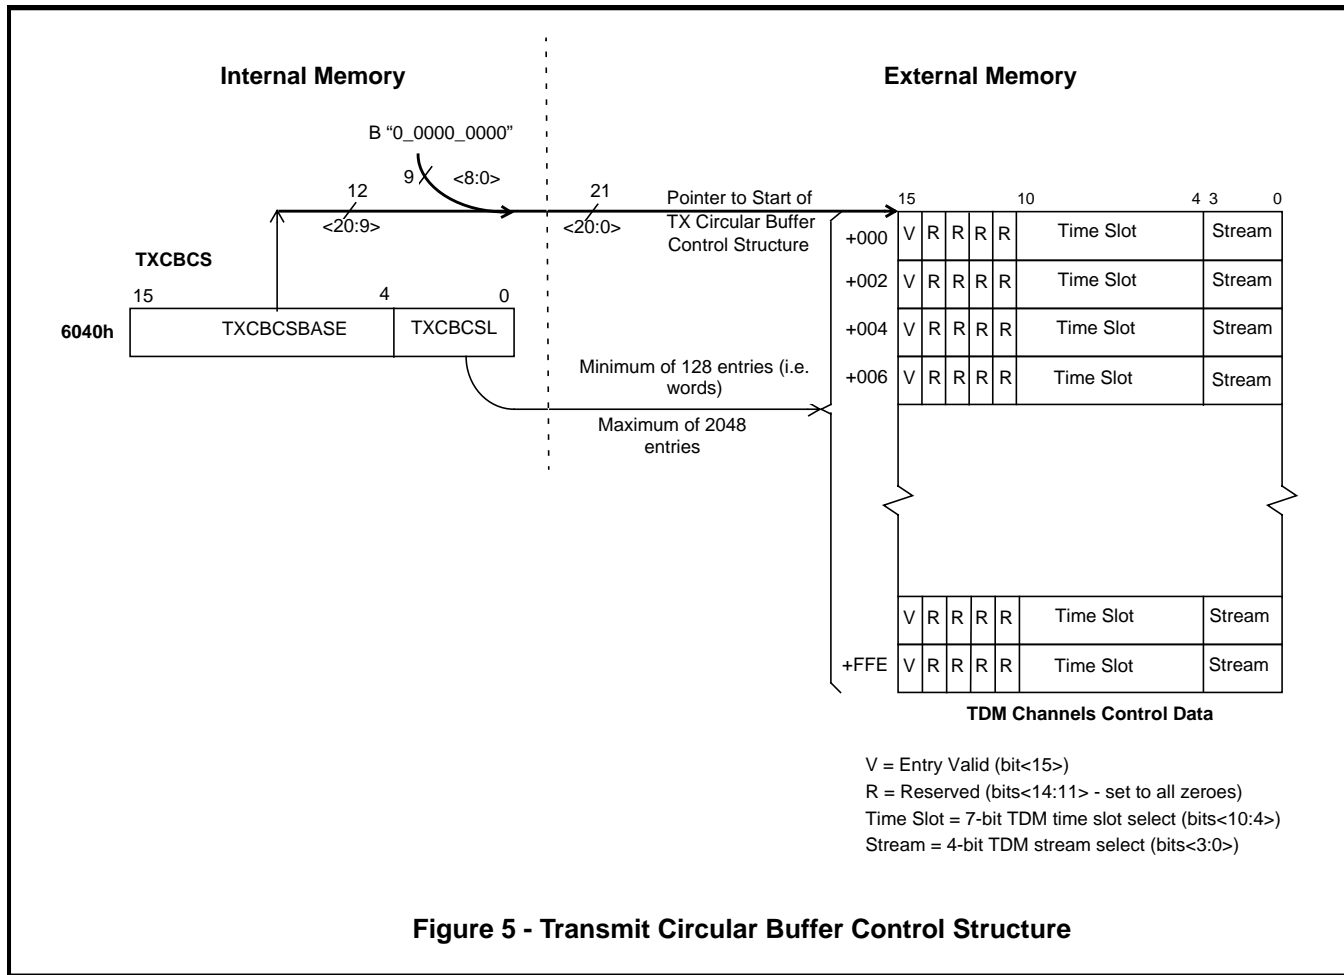 Internal Memory
External Memory
B “0_0000_0000”
9
<8:0>
12
<20:9>
21
<20:0>
Pointer to Start of
TX Circular Buffer
Control Structure
TXCBCS
15 4 0
6040h TXCBCSBASE TXCBCSL
Minimum of 128 entries (i.e.
words)
Maximum of 2048
entries
15 10 4 3 0
+000 V R R R R Time Slot Stream
+002 V R R R R Time Slot Stream
+004 V R R R R Time Slot Stream
+006 V R R R R Time Slot Stream
V R R R R Time Slot Stream
+FFE V R R R R Time Slot Stream
TDM Channels Control Data
V = Entry Valid (bit<15>)
R = Reserved (bits<14:11> - set to all zeroes)
Time Slot = 7-bit TDM time slot select (bits<10:4>)
Stream = 4-bit TDM stream select (bits<3:0>)
Figure 5 - Transmit Circular Buffer Control Structure